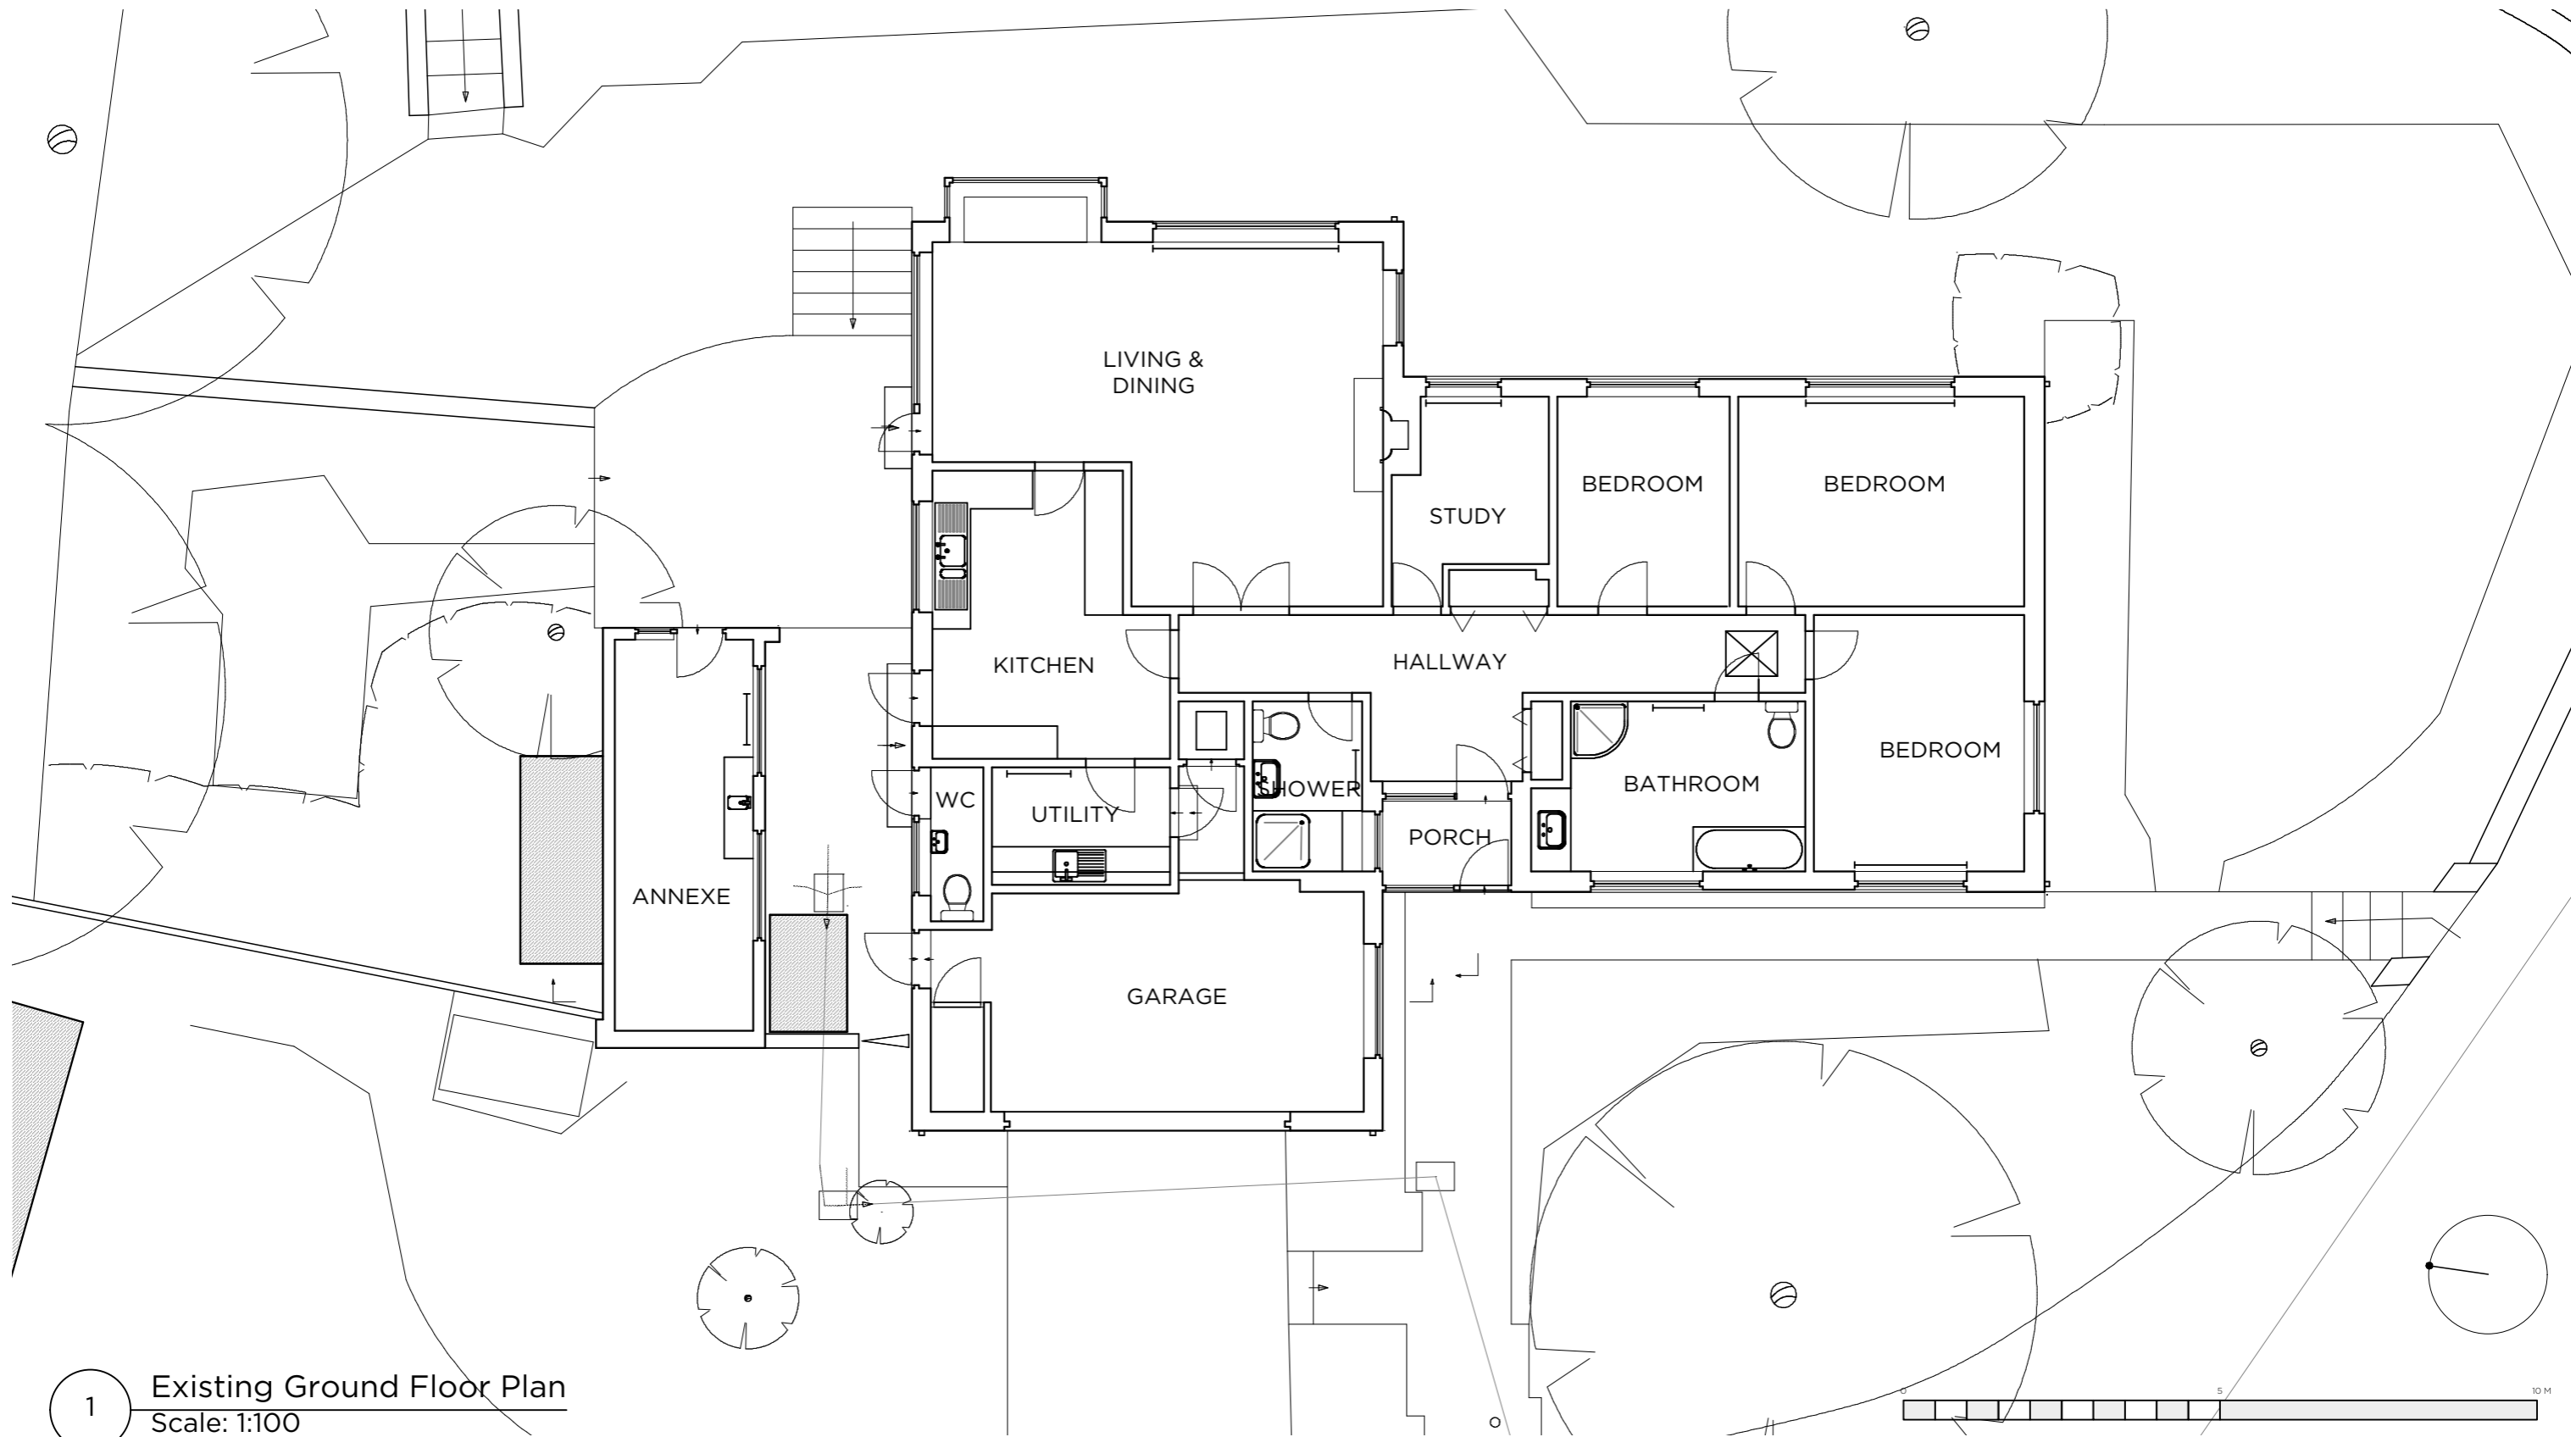 LIVING &
DINING
STUDY
BEDROOM
BEDROOM
KITCHEN
HALLWAY
BEDROOM
WC
UTILITY
SHOWER
PORCH
BATHROOM
ANNEXE
GARAGE
1
Existing Ground Floor Plan
Scale: 1:100
0
5
10 M